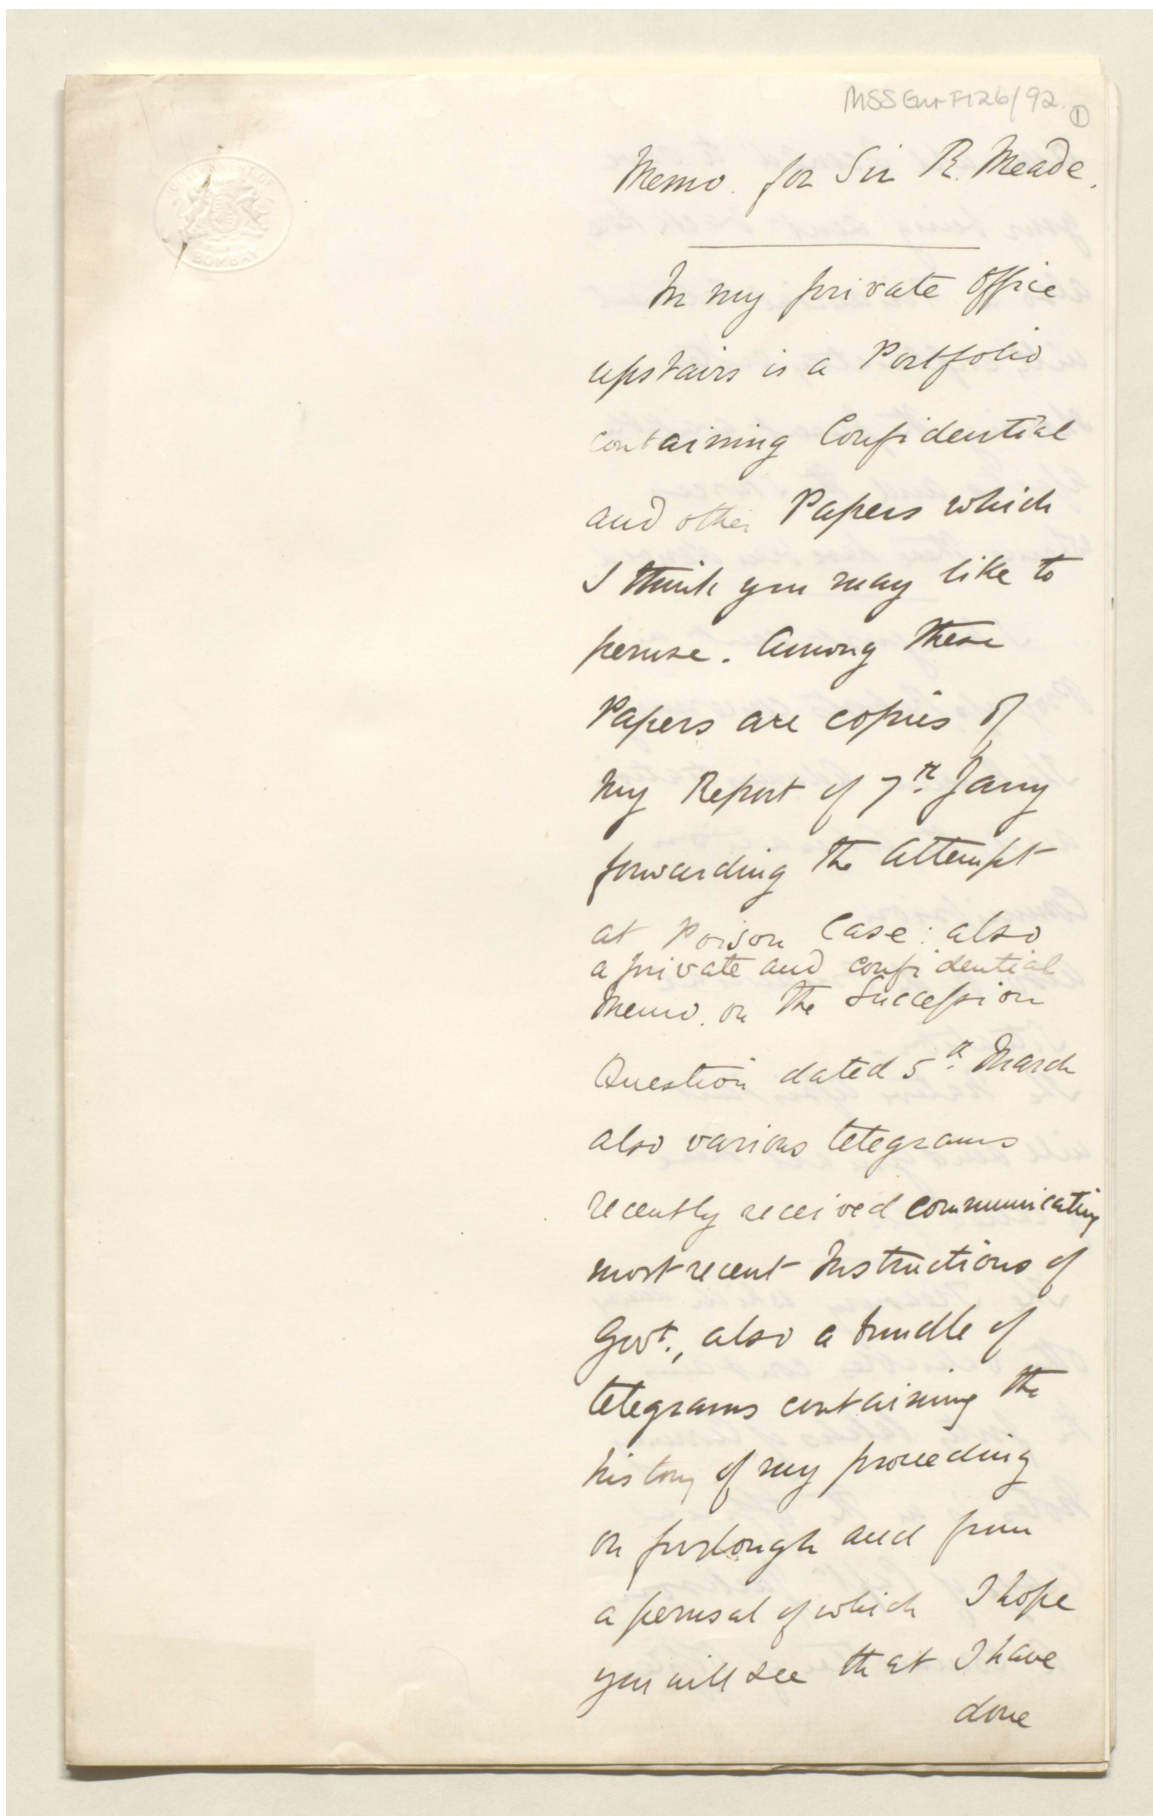 MSS Eur F126/92
1
BOMBAY
Memo. for Sir R. Meade.
In my private Office
upstairs is a Portfolio
containing Confidential
and other Papers which
I think you may like to
peruse. Among these
Papers are copies of
my Report of 7th. Jany
forwarding the Attempt
at Poison Case: also
a private and confidential
Memo. on the Succession
Question dated 5th. March
also various telegrams
recently received communicating
most recent Instructions of
Govt., also a bundle of
telegrams containing the
history of my proceeding
on furlough and from
a perusal of which I hope
you will see that I have
done